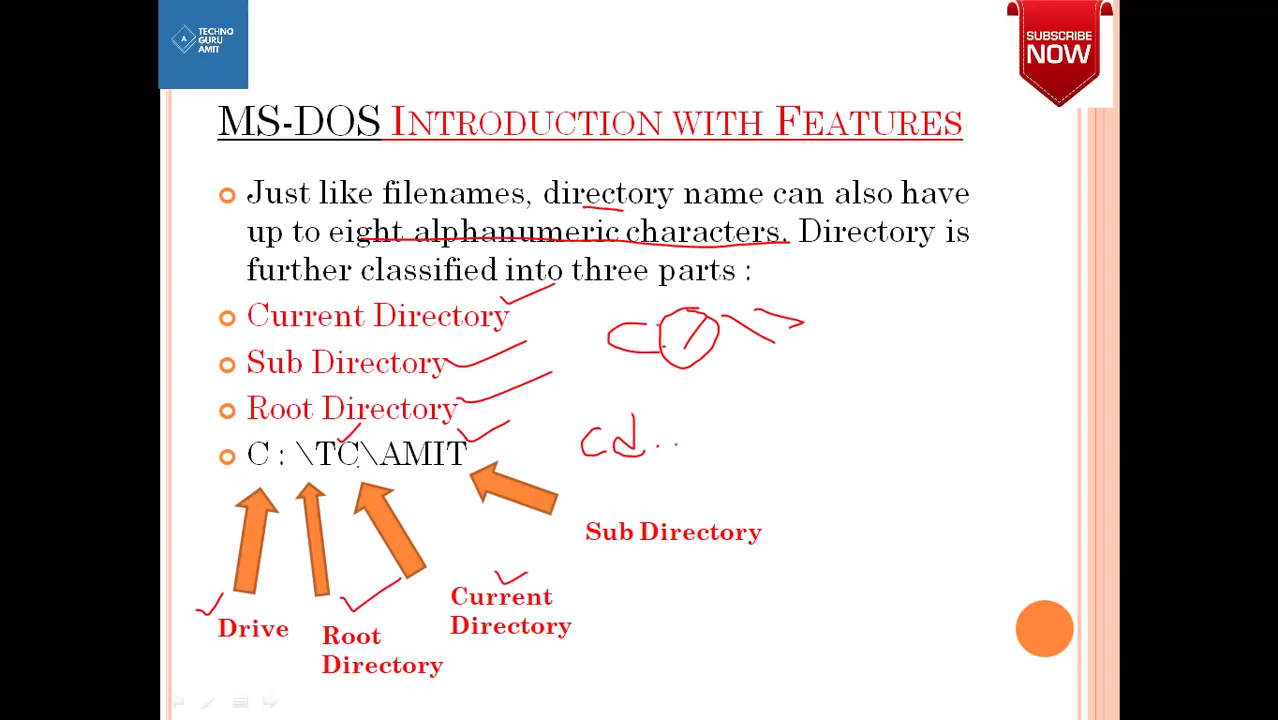 TECHNO
GURU
AMIT
SUBSCRIBE
NOW
MS-DOS INTRODUCTION WITH FEATURES
Just like filenames, directory name can also have
up to eight alphanumeric characters. Directory is
further classified into three parts :
Current Directory
Sub Directory
Root Directory
C : \TC\AMIT
cd..
Sub Directory
Current
Directory
Drive
Root
Directory